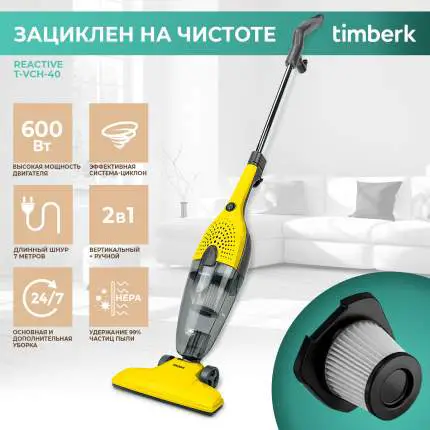 ЗАЦИКЛЕН НА ЧИСТОТЕ
timberk
REACTIVE
T-VCH-40
600
Вт
ВЫСОКАЯ МОЩНОСТЬ
ДВИГАТЕЛЯ
ЭФФЕКТИВНАЯ
СИСТЕМА-ЦИКЛОН
ДЛИННЫЙ ШНУР
7 МЕТРОВ
2в1
ВЕРТИКАЛЬНЫЙ
+ РУЧНОЙ
24/7
ОСНОВНАЯ И
ДОПОЛНИТЕЛЬНАЯ
УБОРКА
HEPA
УДЕРЖАНИЕ 99%
ЧАСТИЦ ПЫЛИ